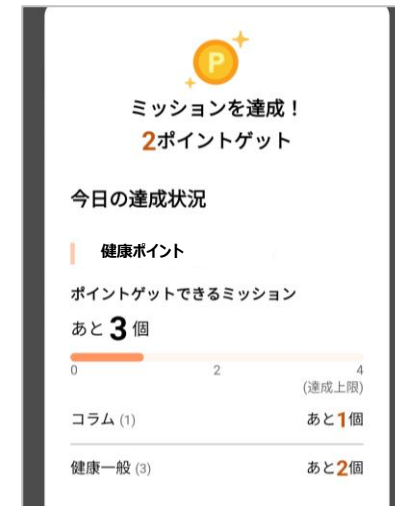 P
ミッションを達成！
2ポイントゲット
今日の達成状況
健康ポイント
ポイントゲットできるミッション
あと 3 個
0 2 4
(達成上限)
コラム (1) あと1個
健康一般 (3) あと2個